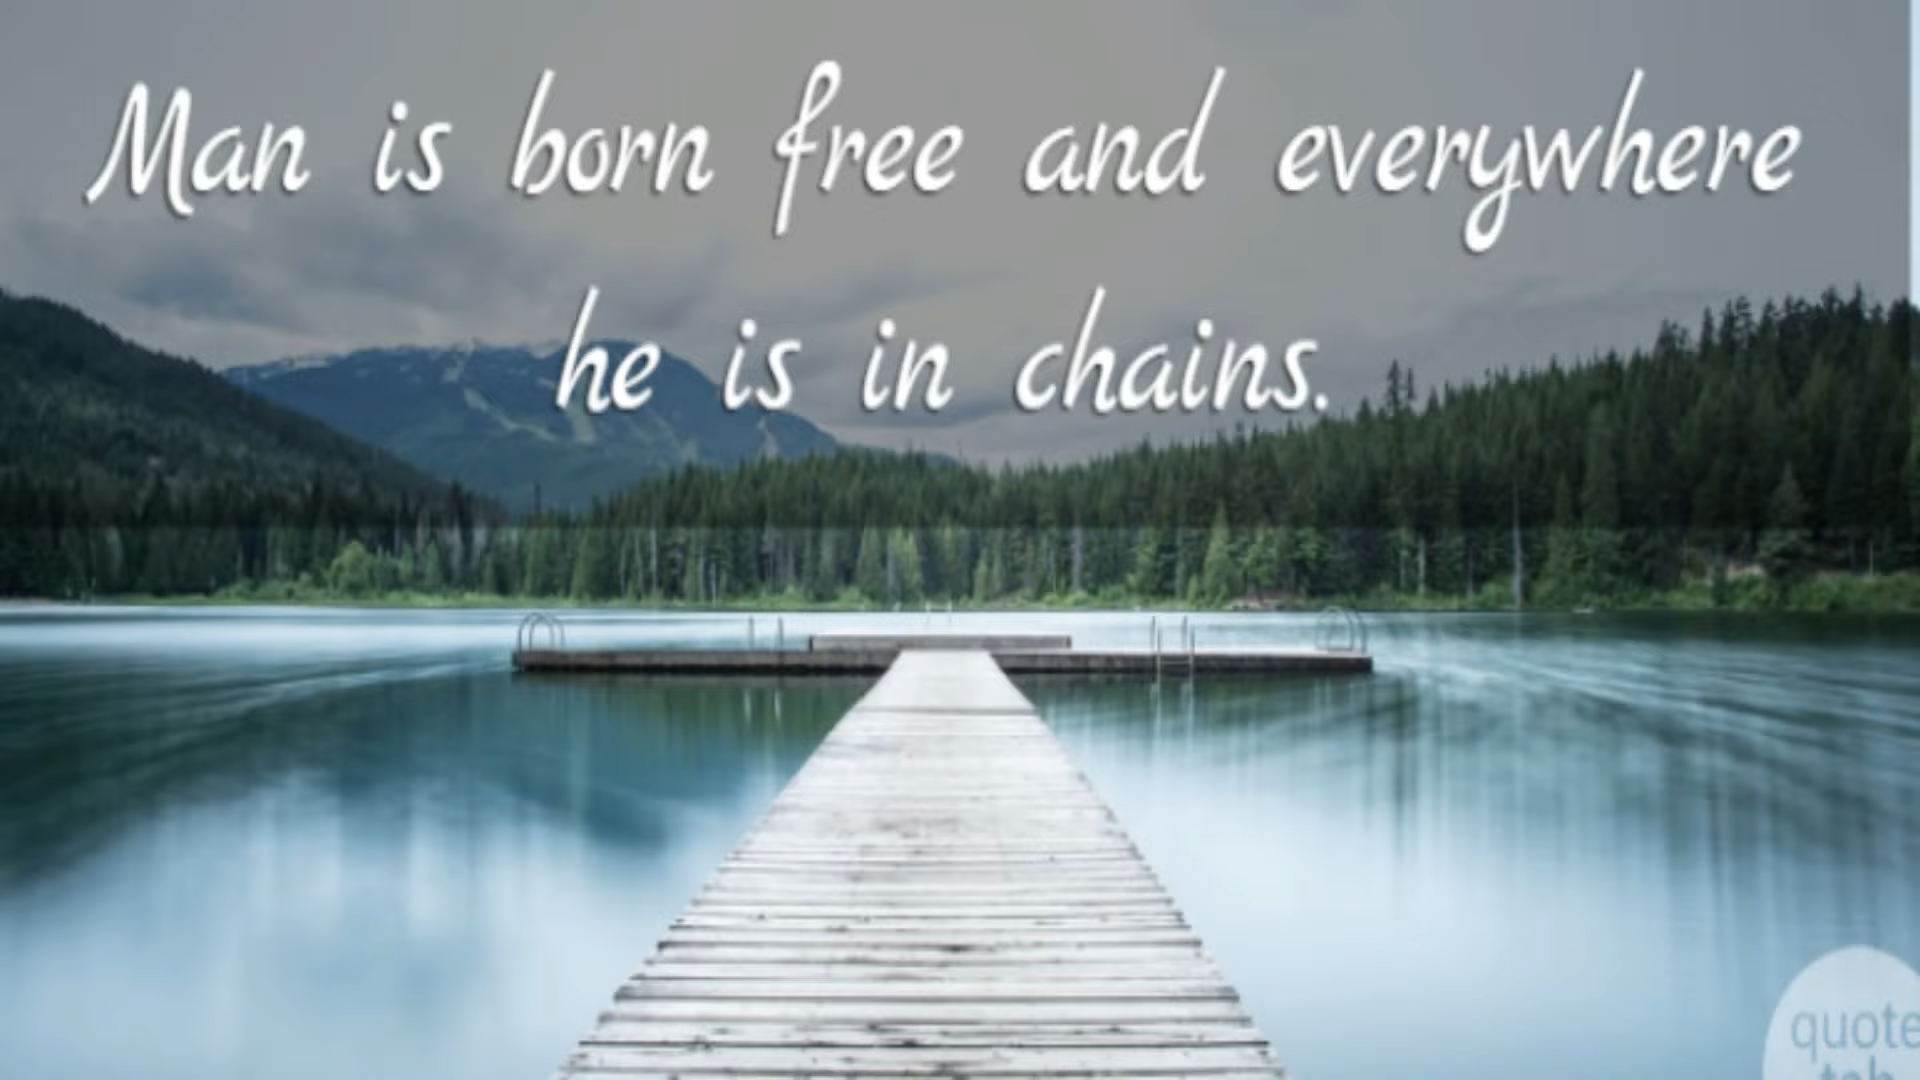 Man is born free and everywhere
he is in chains.
quote